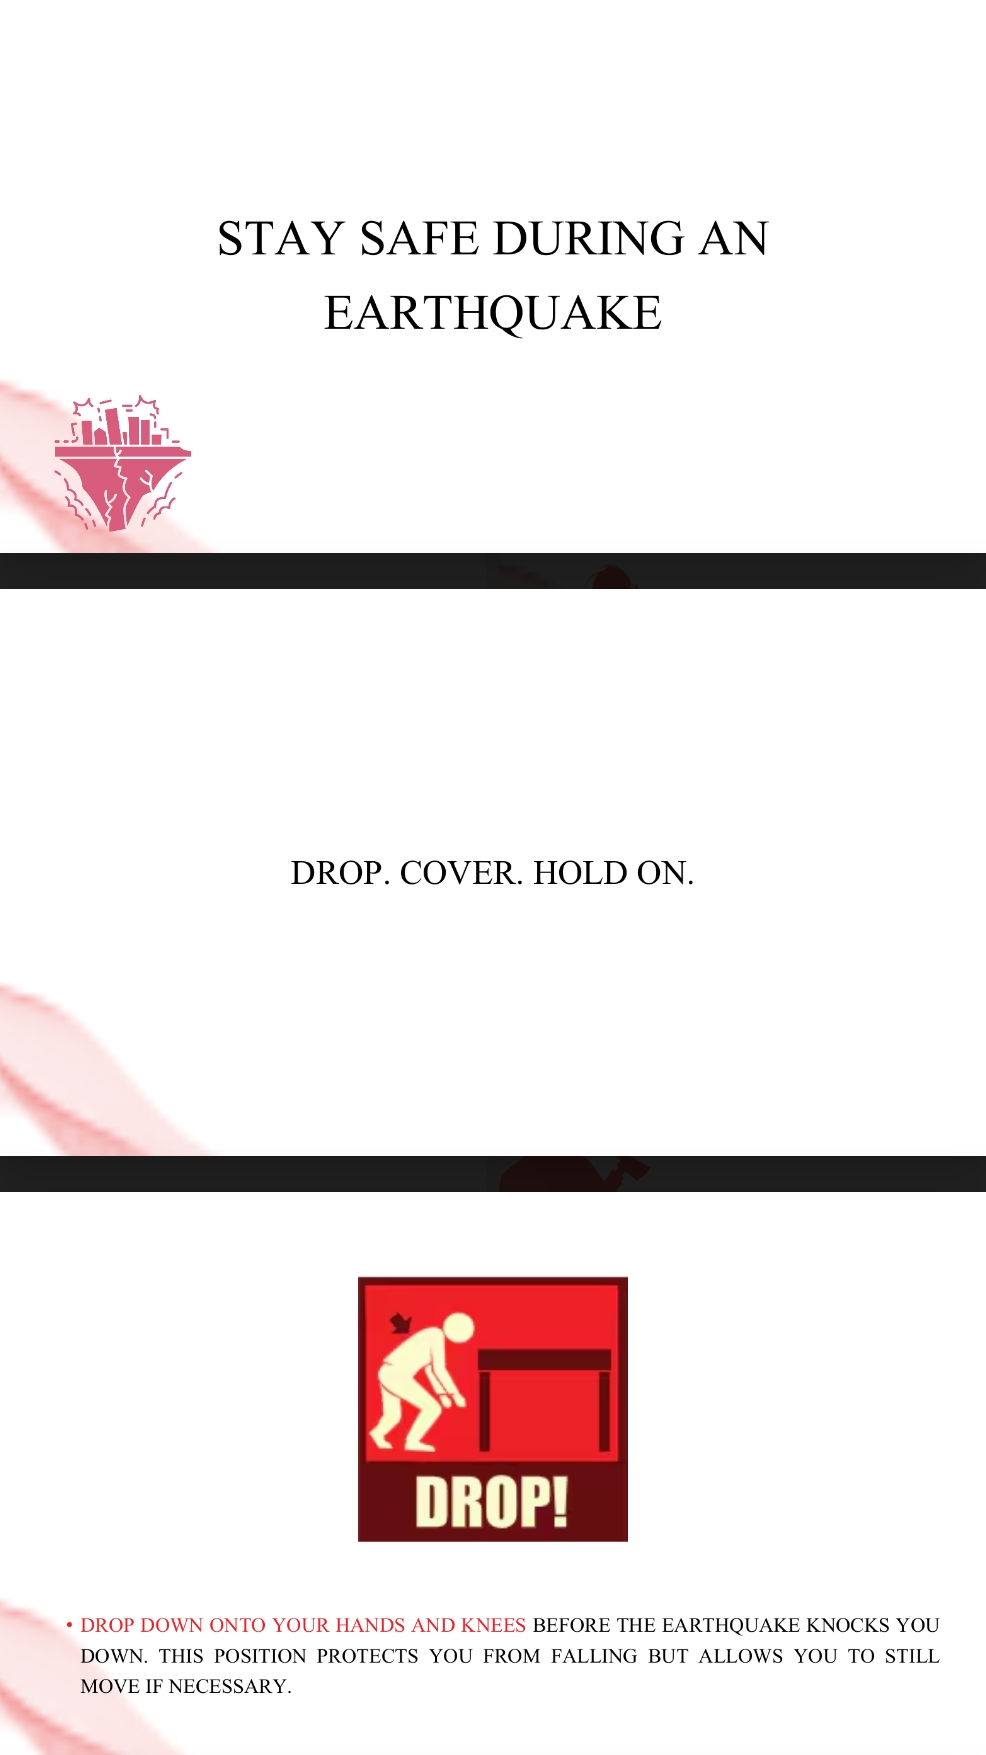 STAY SAFE DURING AN
EARTHQUAKE
DROP. COVER. HOLD ON.
DROP!
• DROP DOWN ONTO YOUR HANDS AND KNEES BEFORE THE EARTHQUAKE KNOCKS YOU
DOWN. THIS POSITION PROTECTS YOU FROM FALLING BUT ALLOWS YOU TO STILL
MOVE IF NECESSARY.